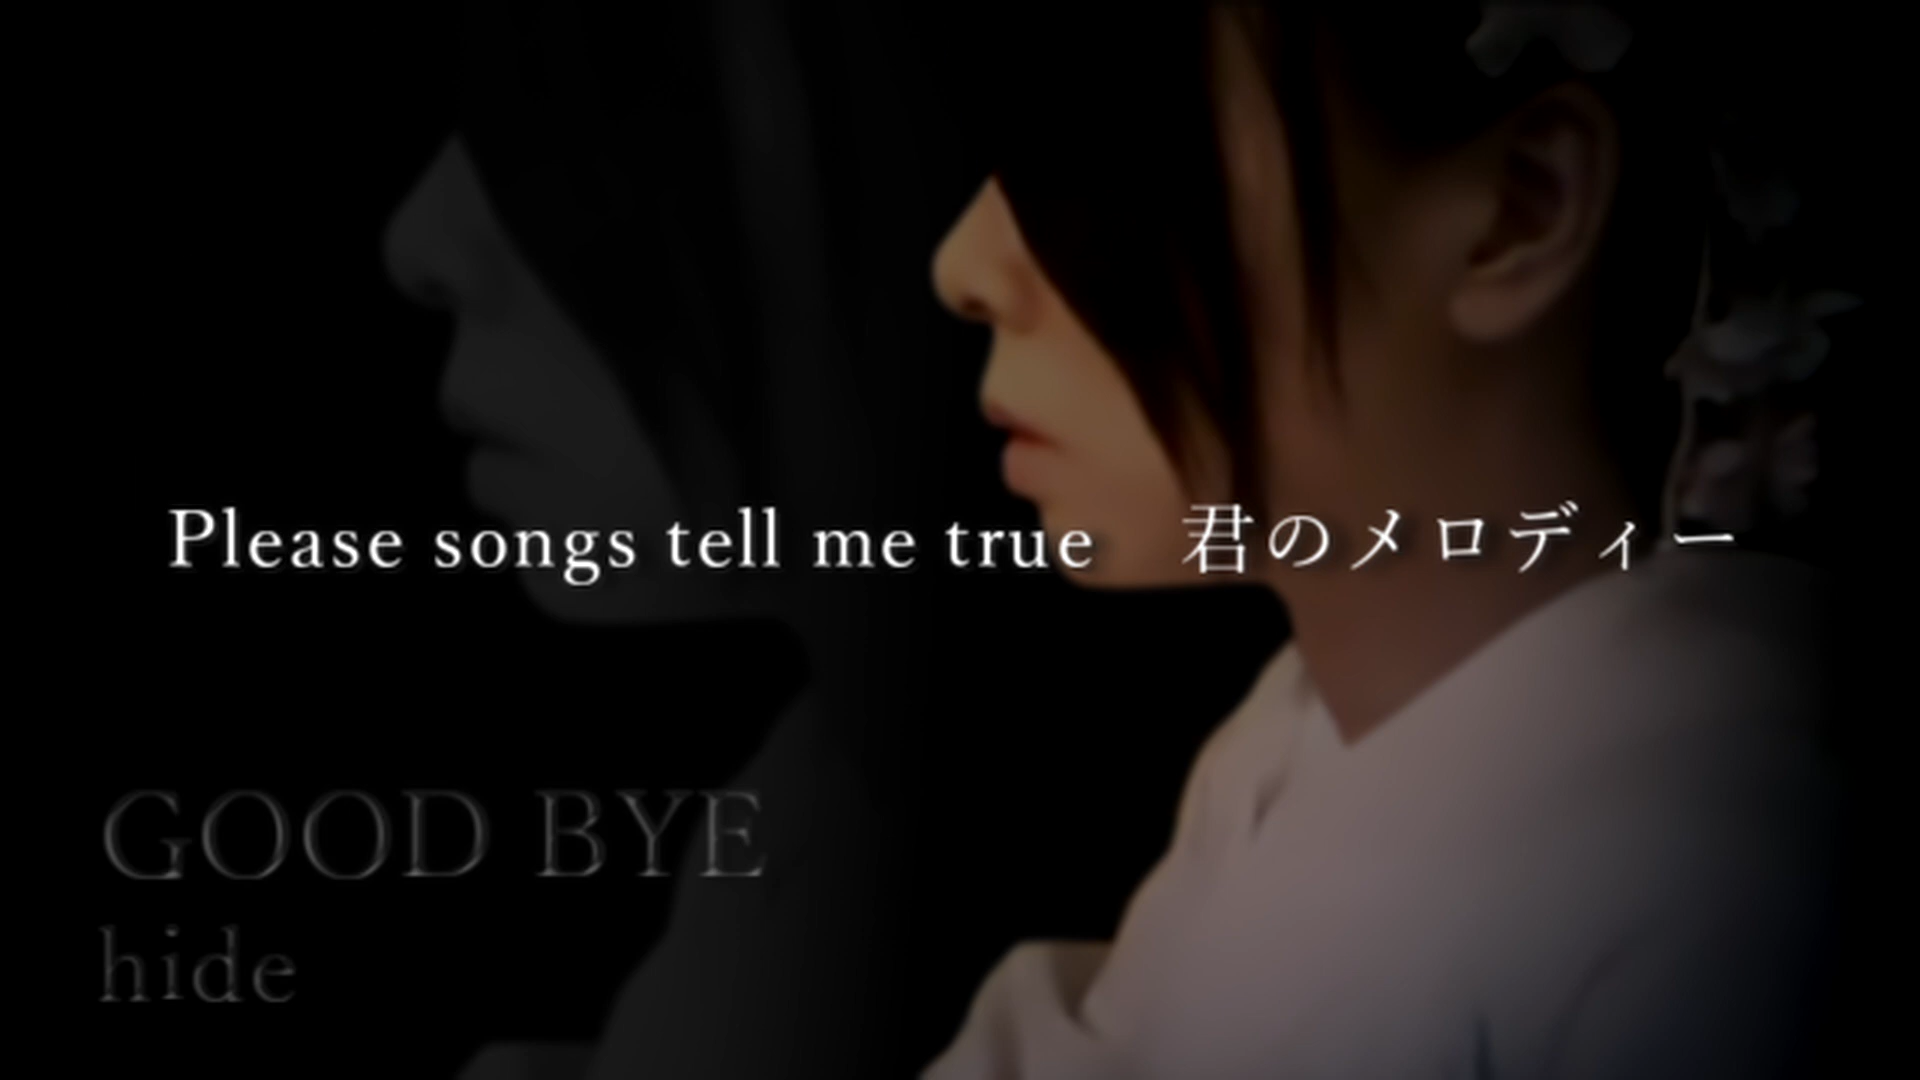 Please songs tell me true　君のメロディー
GOOD BYE
hide